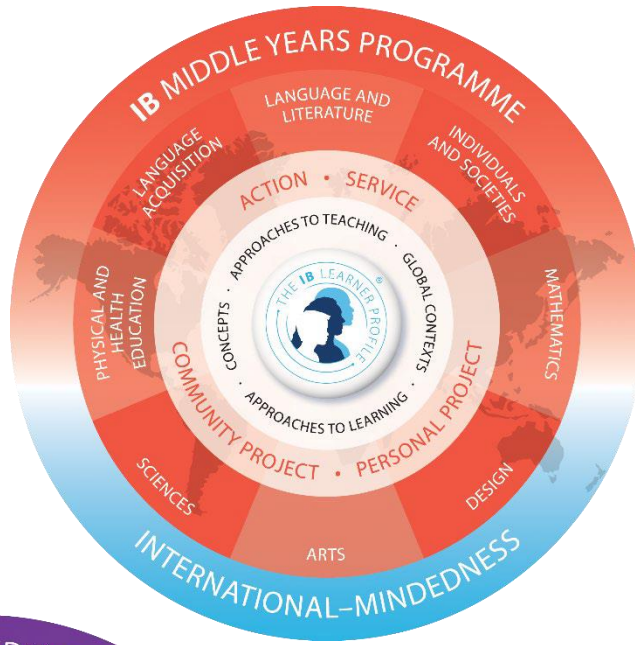 IB MIDDLE YEARS PROGRAMME
LANGUAGE AND
LITERATURE
LANGUAGE
ACQUISITION
INDIVIDUALS
AND SOCIETIES
PHYSICAL AND
HEALTH
EDUCATION
MATHEMATICS
SCIENCES
ARTS
DESIGN
ACTION • SERVICE
COMMUNITY PROJECT • PERSONAL PROJECT
APPROACHES TO TEACHING · GLOBAL CONTEXTS ·
CONCEPTS · APPROACHES TO LEARNING ·
THE IB LEARNER PROFILE ®
INTERNATIONAL–MINDEDNESS